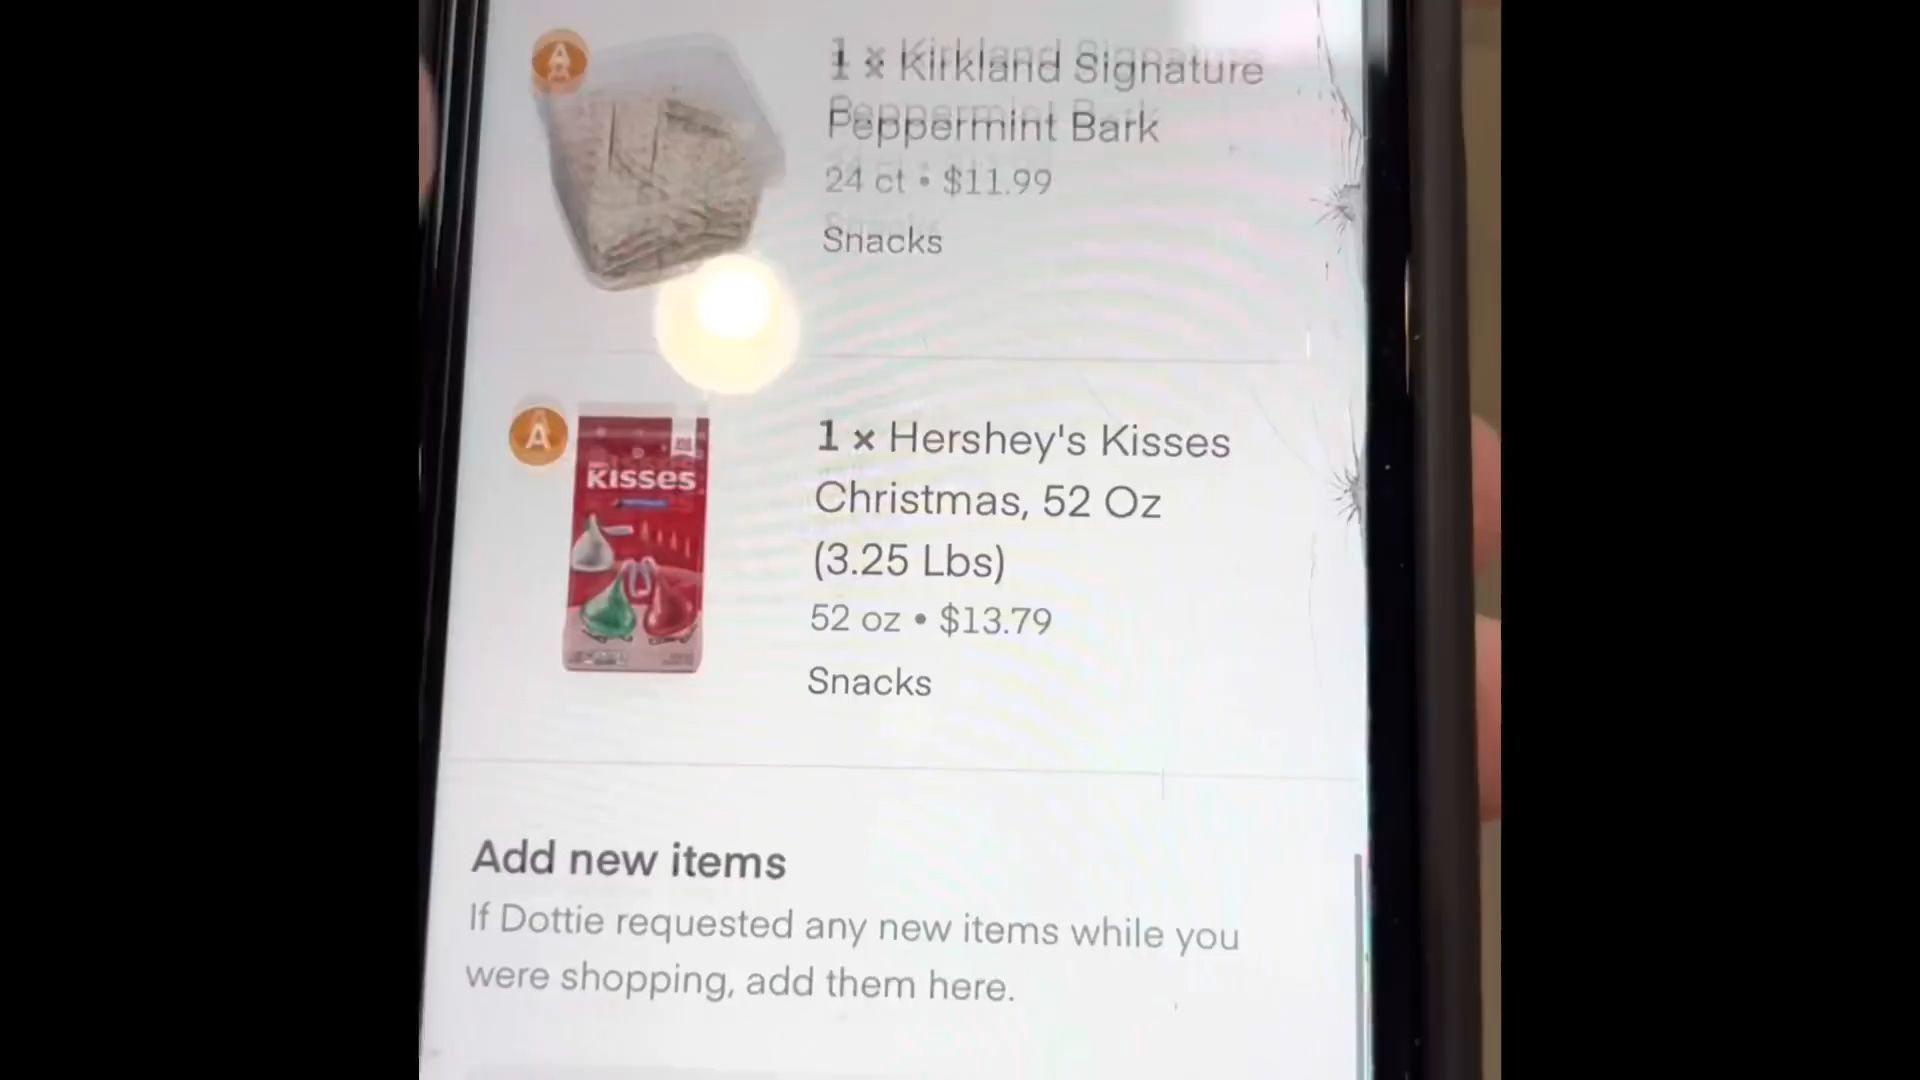 A
1 x Kirkland Signature
Peppermint Bark
24 ct • $11.99
Snacks
A
KISSES
1 x Hershey's Kisses
Christmas, 52 Oz
(3.25 Lbs)
52 oz • $13.79
Snacks
Add new items
If Dottie requested any new items while you
were shopping, add them here.